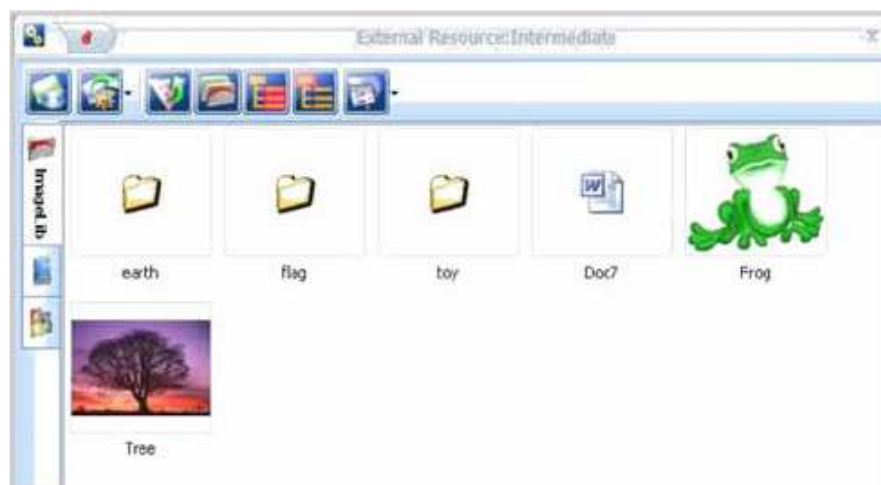 External Resource:Intermediate
ImageLib
earth
flag
toy
Doc7
Frog
Tree